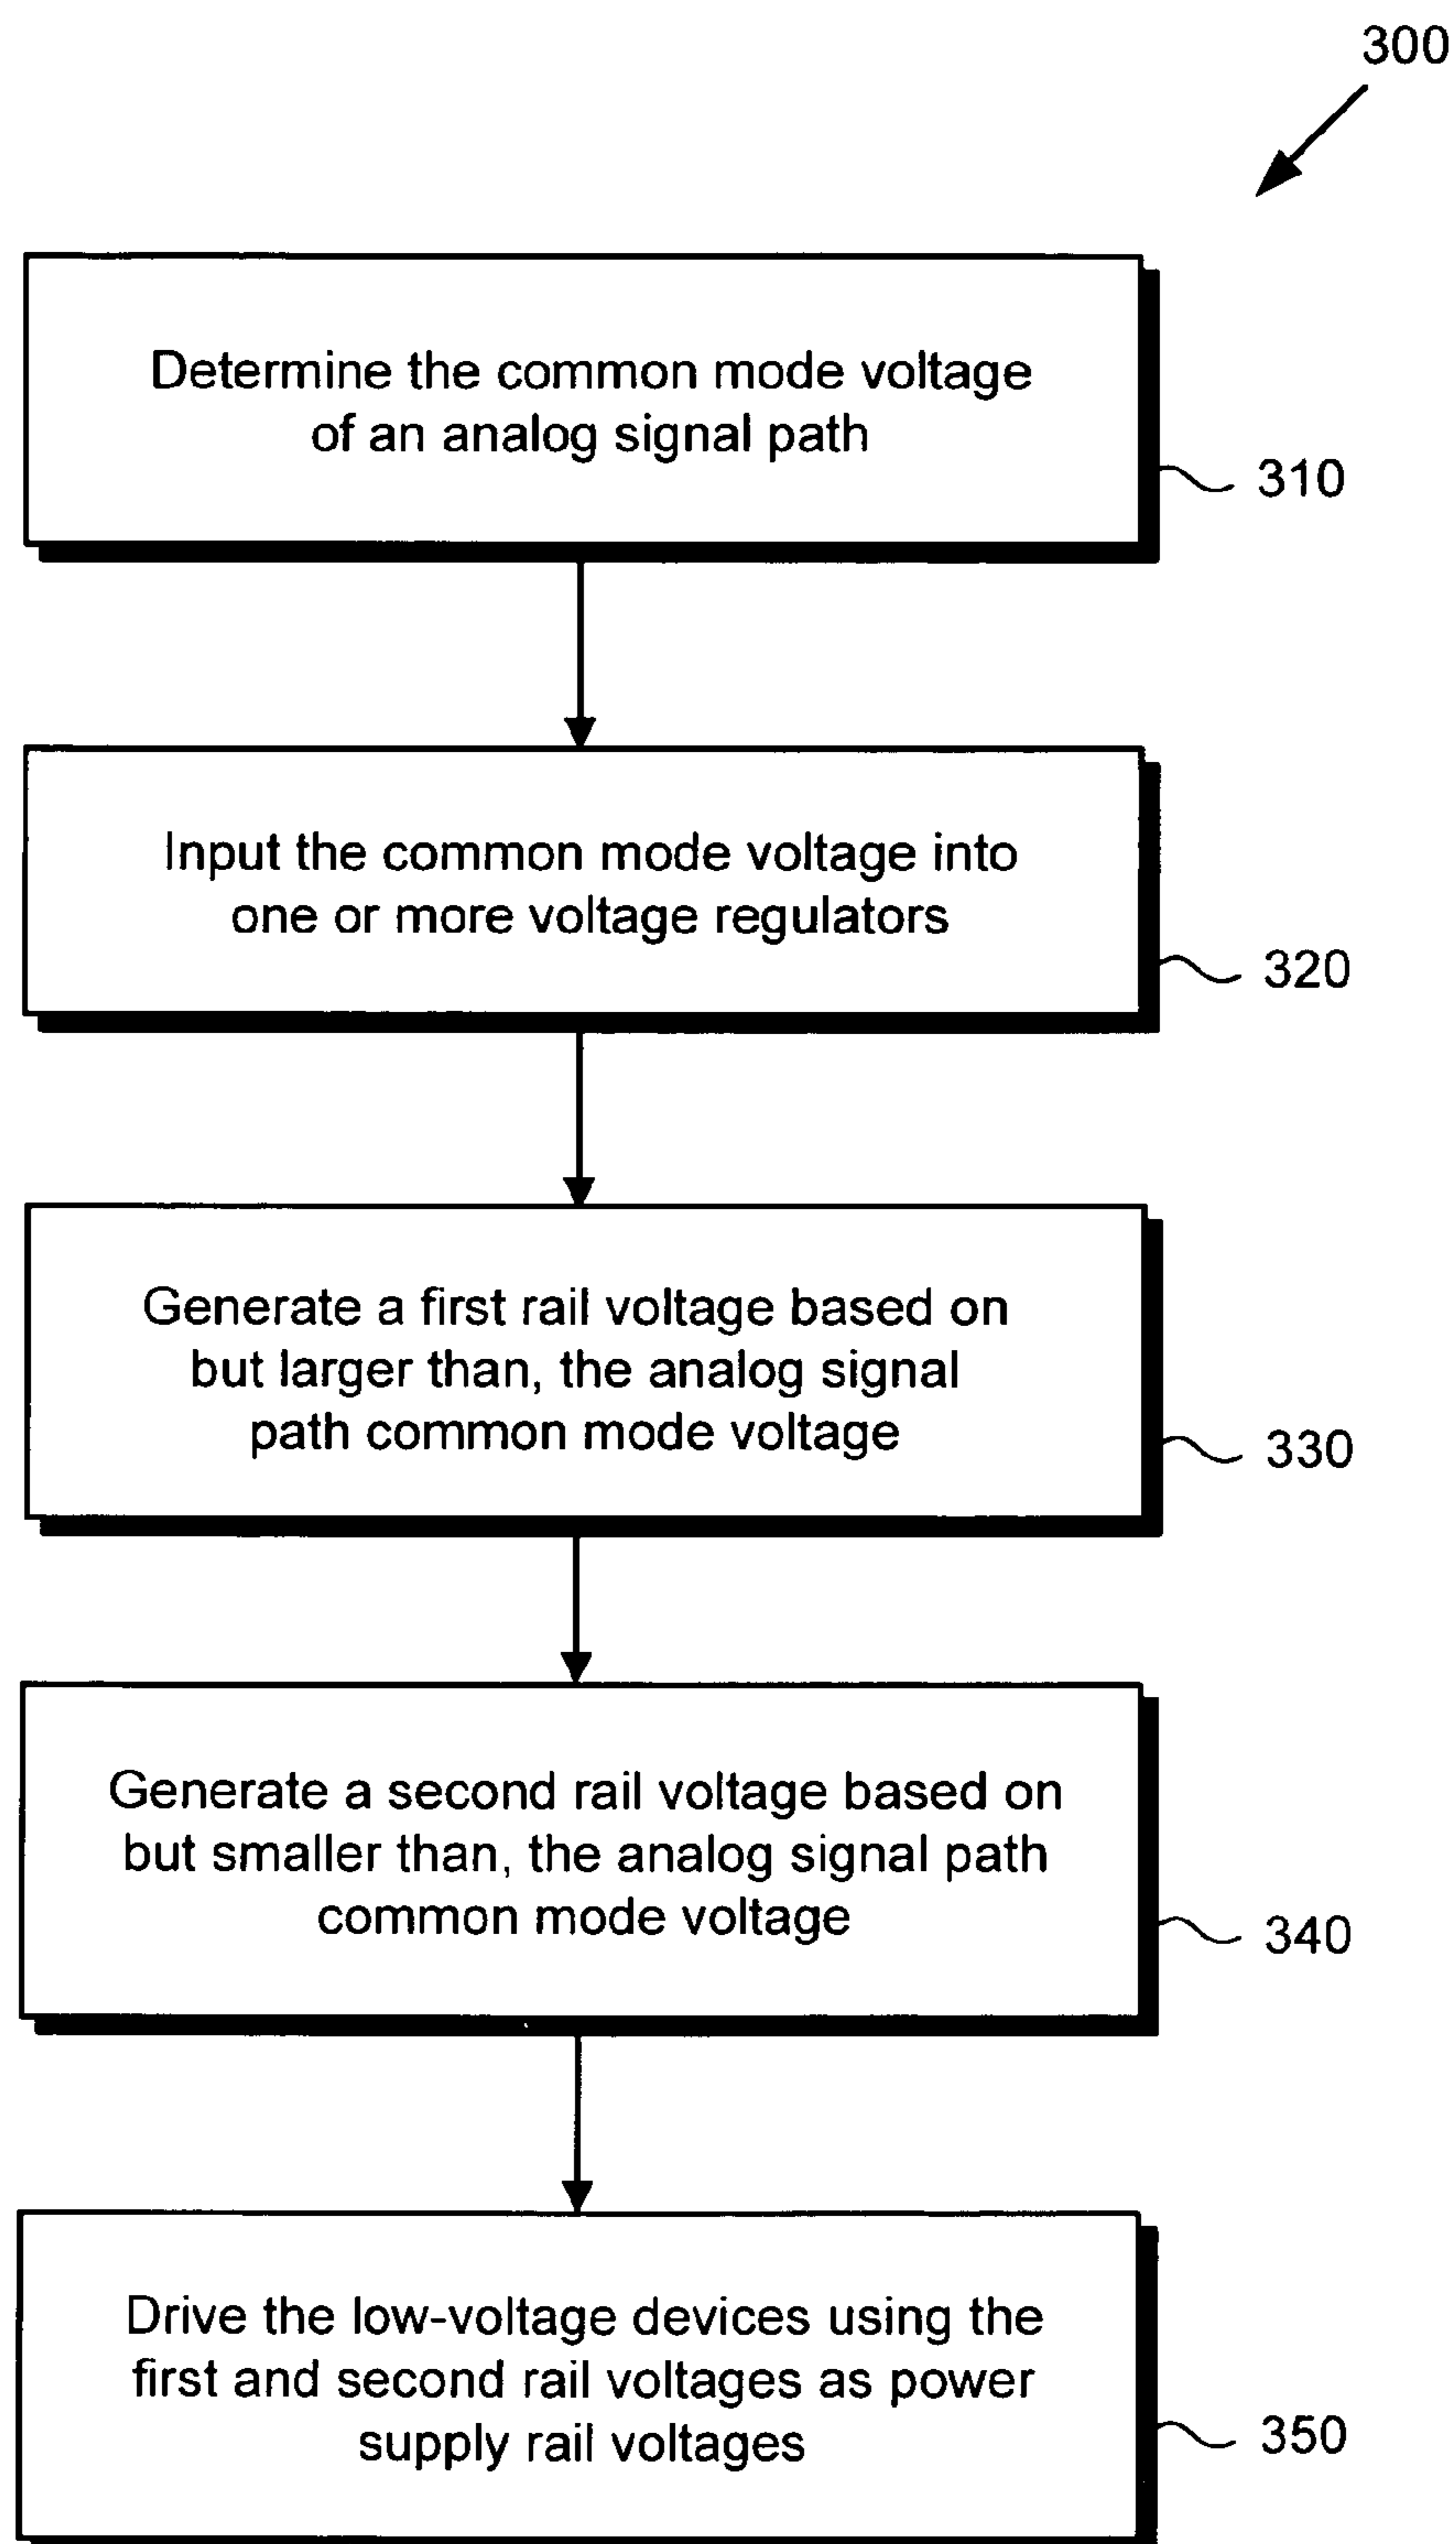 300
Determine the common mode voltage
of an analog signal path
310
Input the common mode voltage into
one or more voltage regulators
320
Generate a first rail voltage based on
but larger than, the analog signal
path common mode voltage
330
Generate a second rail voltage based on
but smaller than, the analog signal path
common mode voltage
340
Drive the low-voltage devices using the
first and second rail voltages as power
supply rail voltages
350